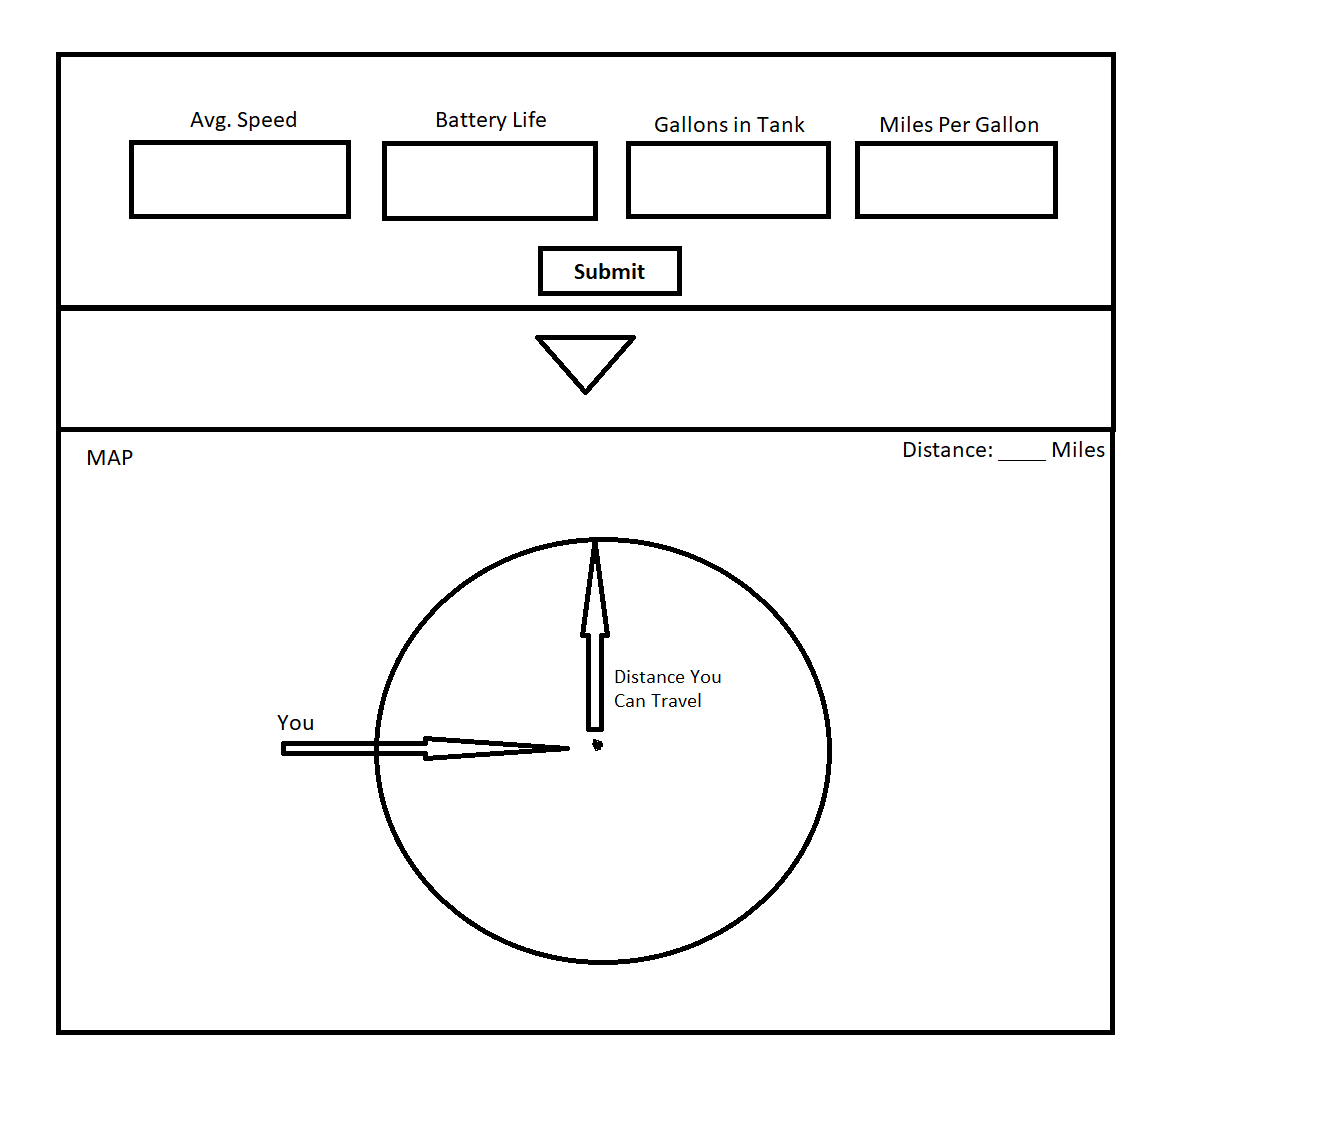 Avg. Speed
Battery Life
Gallons in Tank
Miles Per Gallon
Submit
MAP
Distance: ____ Miles
Distance You
Can Travel
You